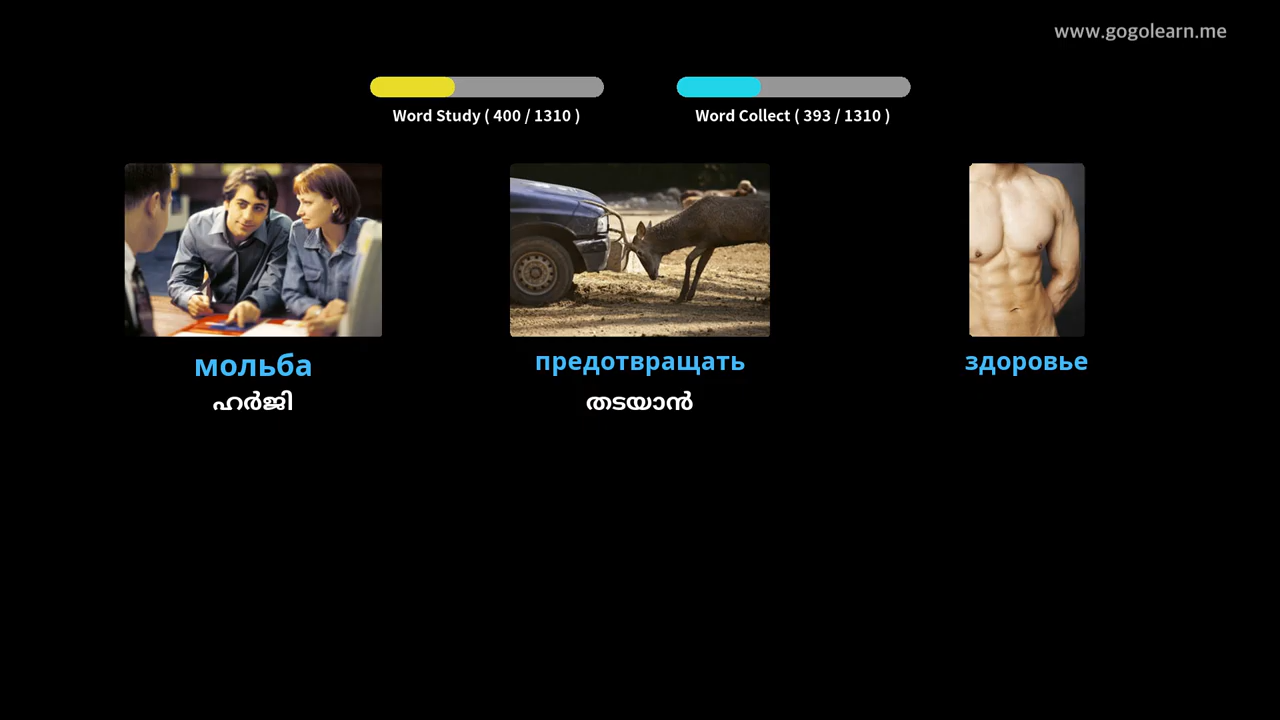 www.gogolearn.me
Word Study ( 400 / 1310 )
Word Collect ( 393 / 1310 )
мольба
предотвращать
здоровье
ഹർജി
തടയാൻ